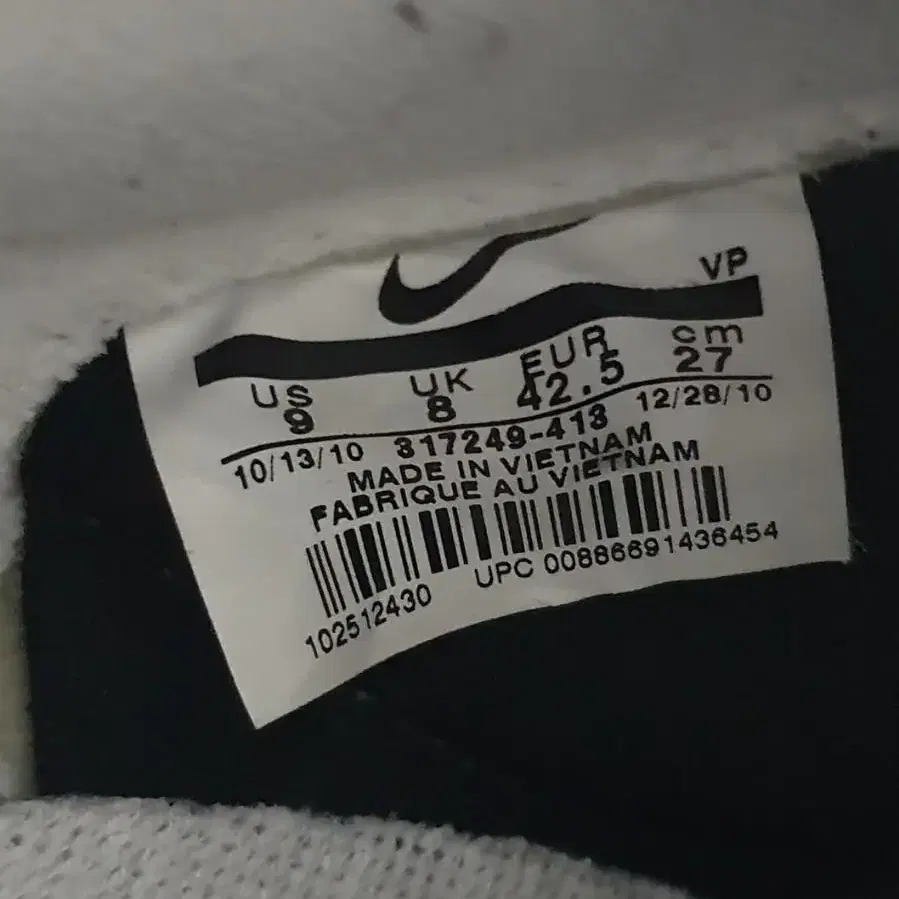 VP
US UK EUR cm
9 8 42.5 27
10/13/10 317249-413 12/28/10
MADE IN VIETNAM
FABRIQUE AU VIETNAM
102512430 UPC 00886691436454